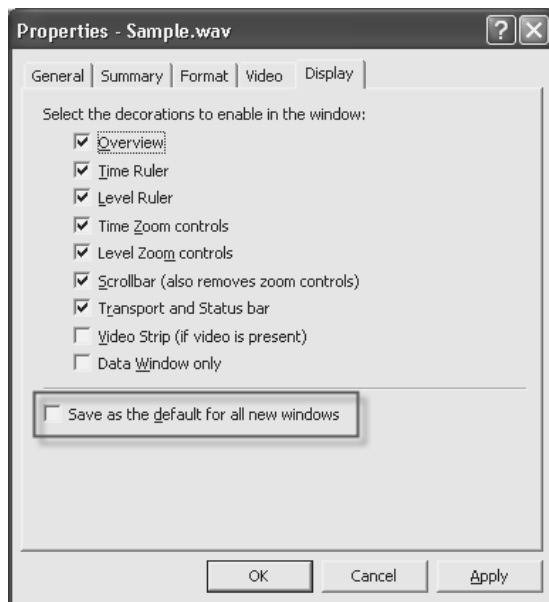 Properties - Sample.wav
General Summary Format Video Display
Select the decorations to enable in the window:
Overview
Time Ruler
Level Ruler
Time Zoom controls
Level Zoom controls
Scrollbar (also removes zoom controls)
Transport and Status bar
Video Strip (if video is present)
Data Window only
Save as the default for all new windows
OK Cancel Apply